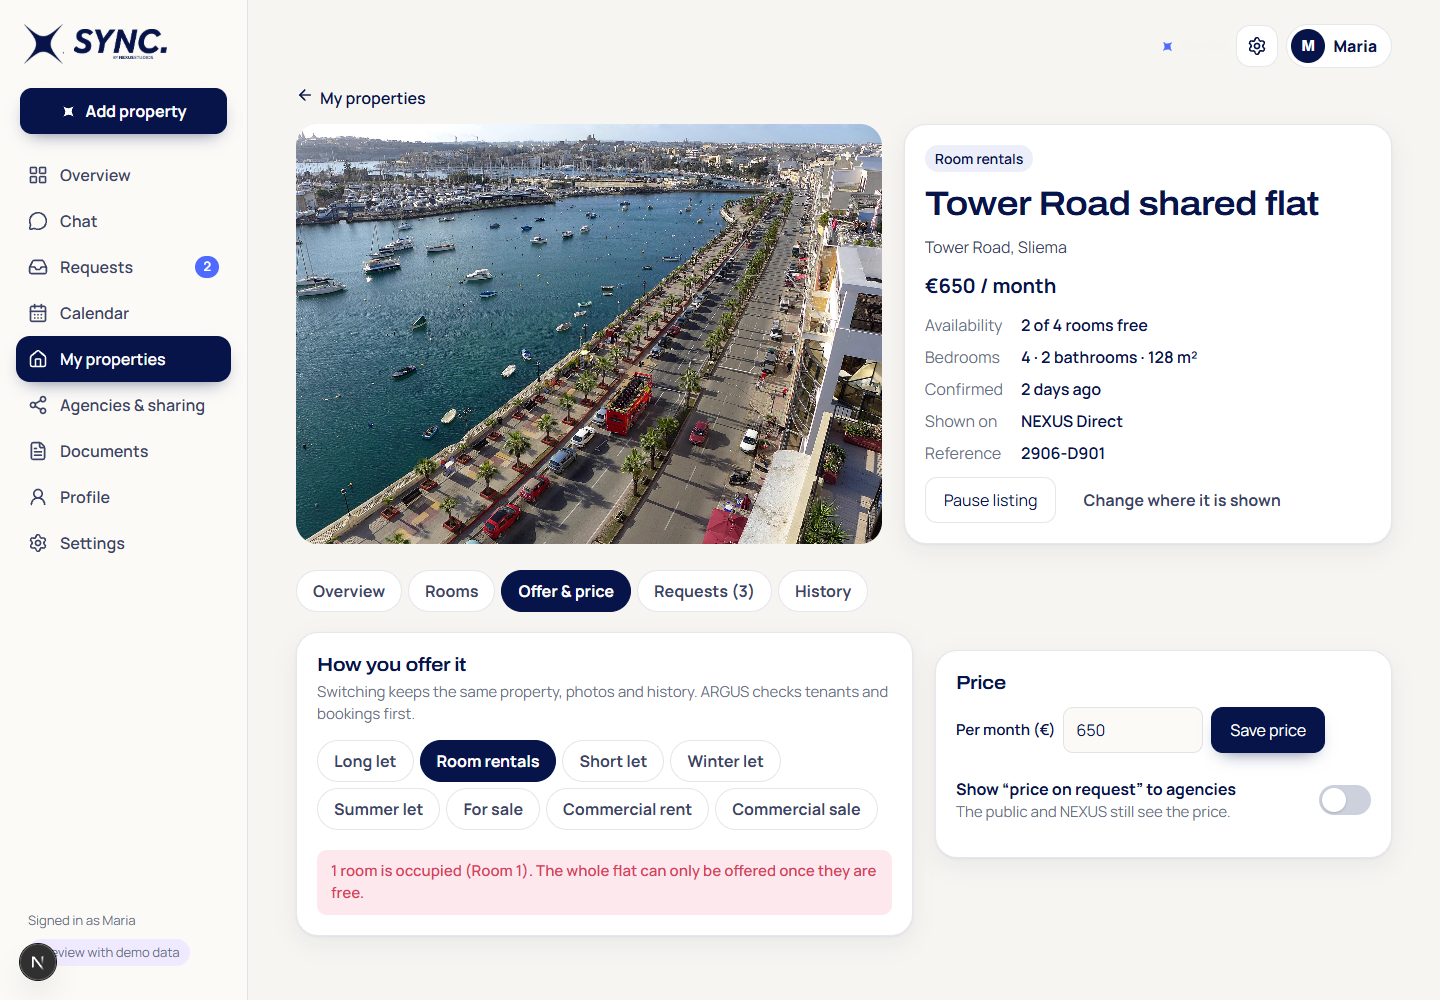 SYNC.
BY NEXUS STUDIOS
Add property
Overview
Chat
Requests 2
Calendar
My properties
Agencies & sharing
Documents
Profile
Settings
Signed in as Maria
eview with demo data
N
M Maria
My properties
Room rentals
Tower Road shared flat
Tower Road, Sliema
€650 / month
Availability 2 of 4 rooms free
Bedrooms 4 · 2 bathrooms · 128 m²
Confirmed 2 days ago
Shown on NEXUS Direct
Reference 2906-D901
Pause listing Change where it is shown
Overview Rooms Offer & price Requests (3) History
How you offer it
Switching keeps the same property, photos and history. ARGUS checks tenants and
bookings first.
Long let Room rentals Short let Winter let
Summer let For sale Commercial rent Commercial sale
1 room is occupied (Room 1). The whole flat can only be offered once they are
free.
Price
Per month (€) 650 Save price
Show “price on request” to agencies
The public and NEXUS still see the price.